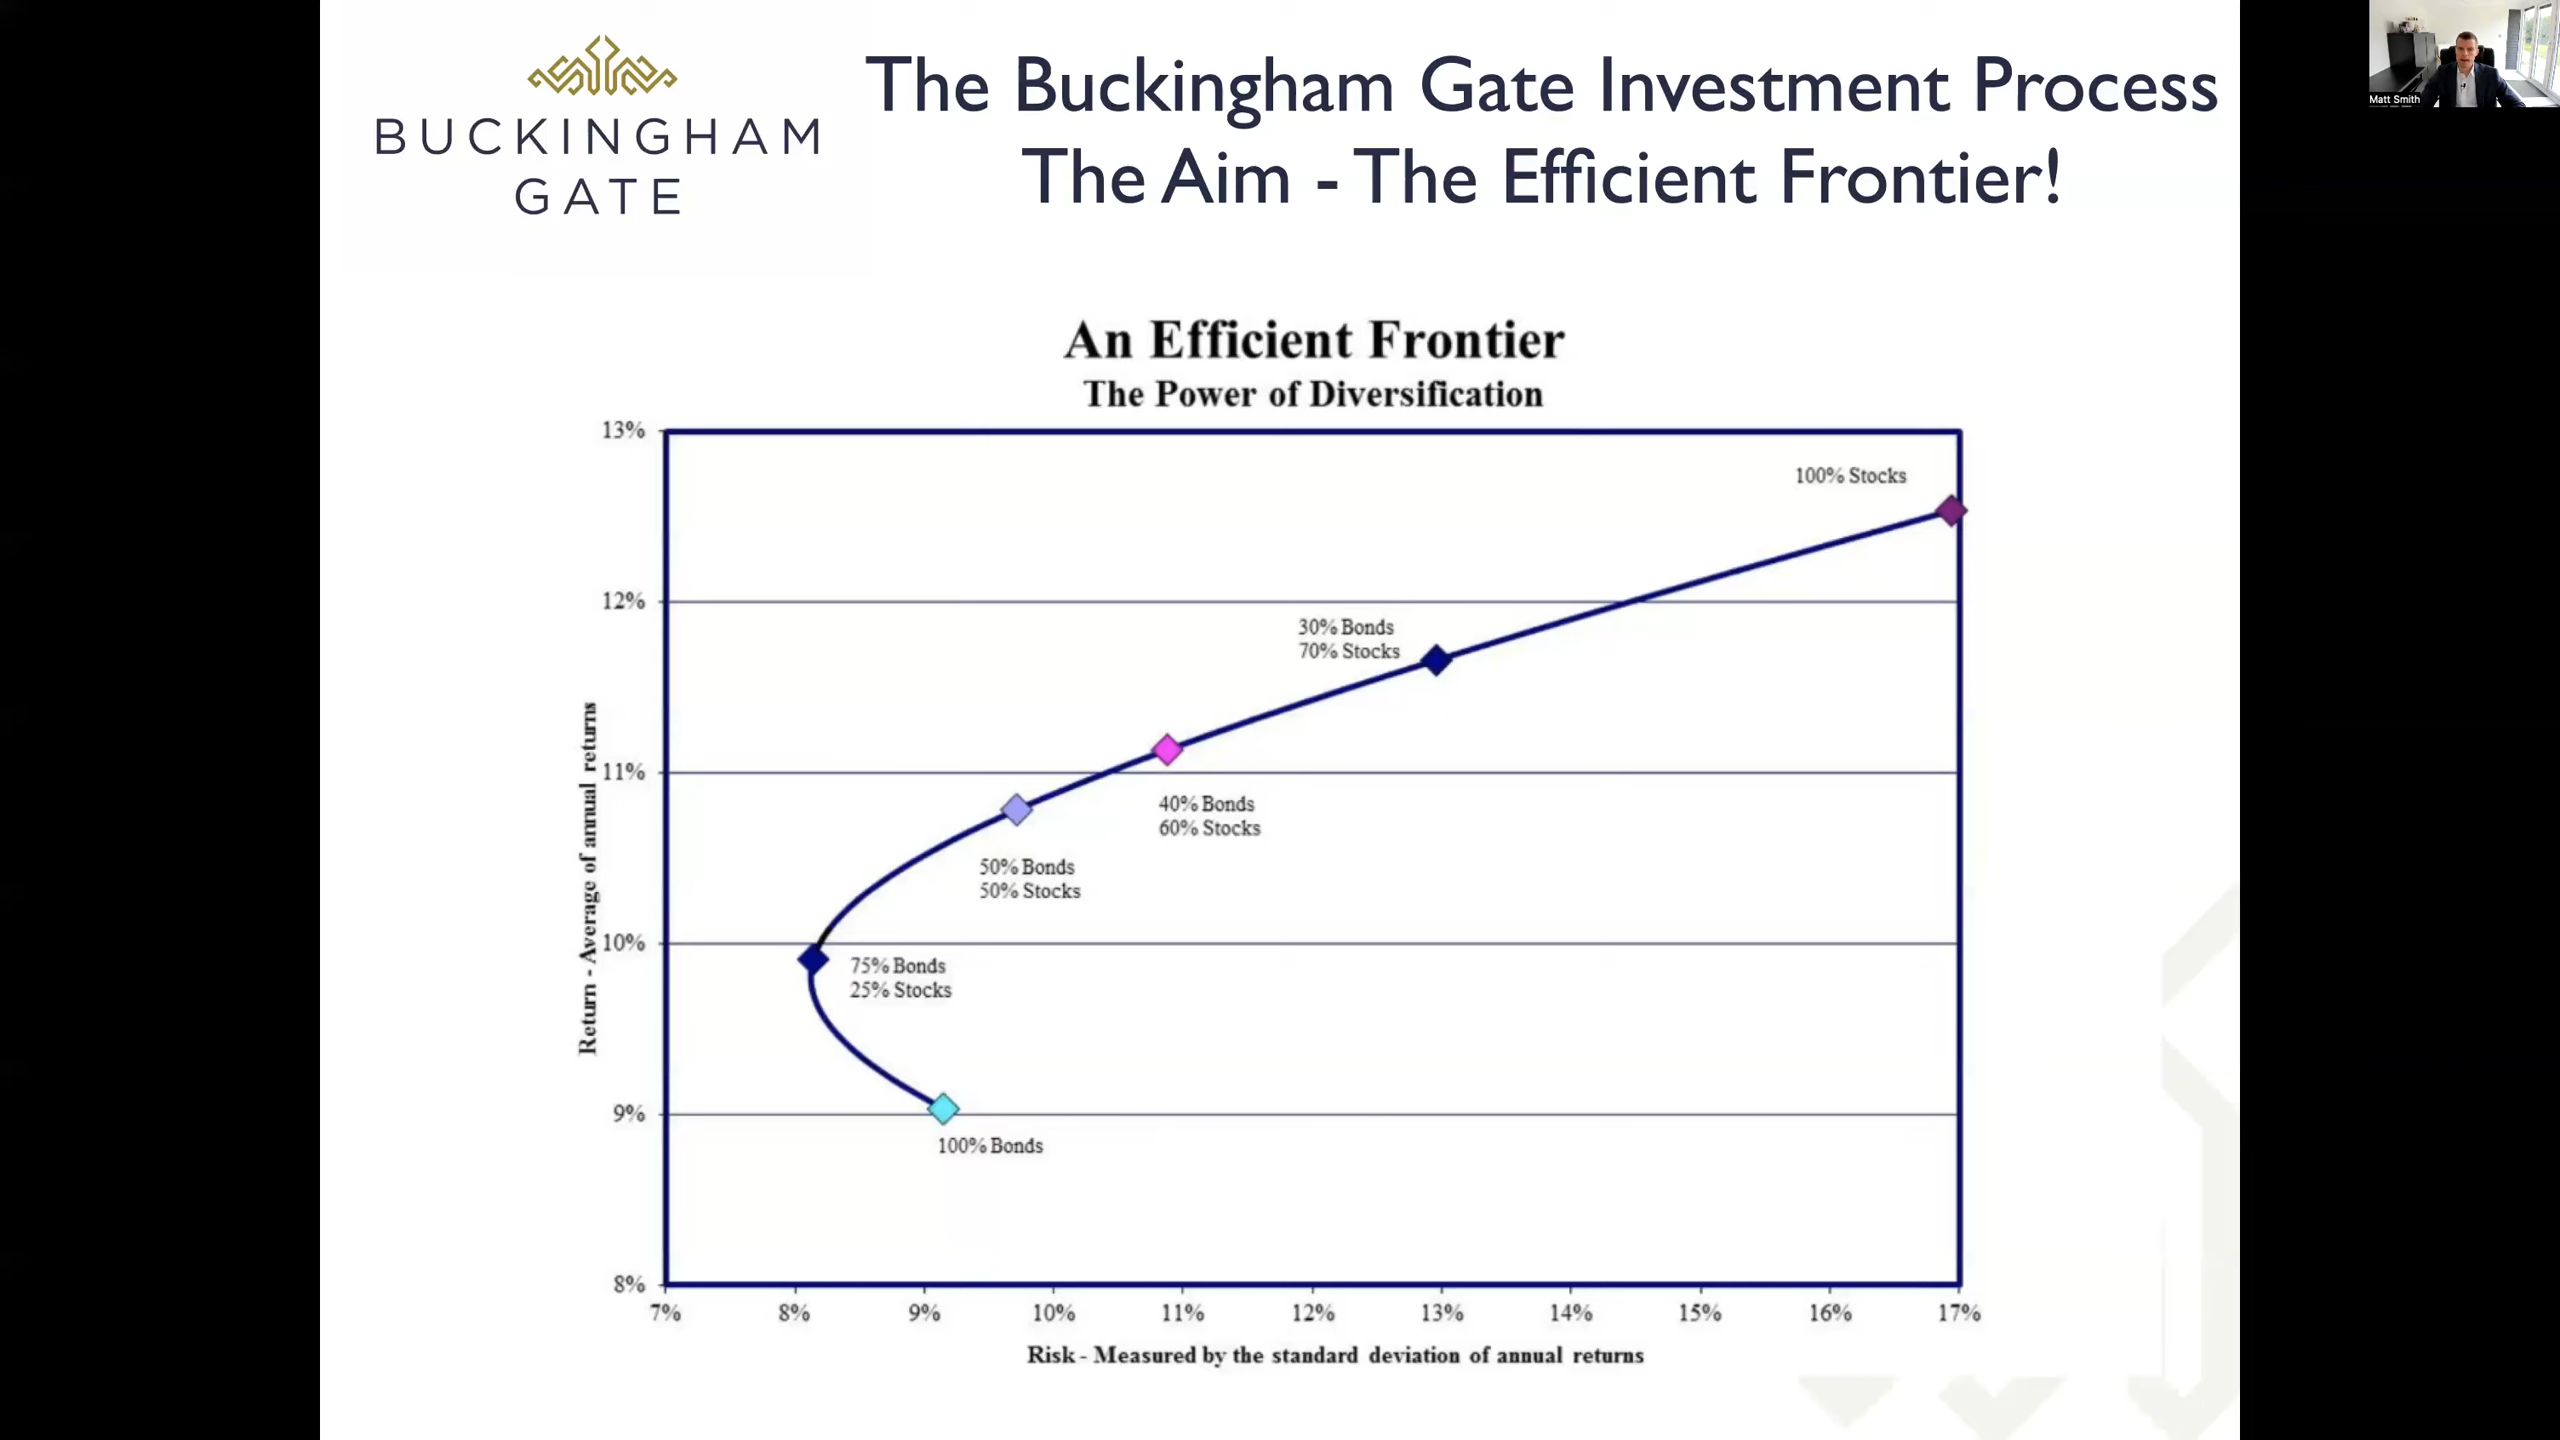 BUCKINGHAM
GATE
The Buckingham Gate Investment Process
The Aim - The Efficient Frontier!
Matt Smith
An Efficient Frontier
The Power of Diversification
13%
12%
11%
10%
9%
8%
Return - Average of annual returns
100% Stocks
30% Bonds
70% Stocks
40% Bonds
60% Stocks
50% Bonds
50% Stocks
75% Bonds
25% Stocks
100% Bonds
7% 8% 9% 10% 11% 12% 13% 14% 15% 16% 17%
Risk - Measured by the standard deviation of annual returns